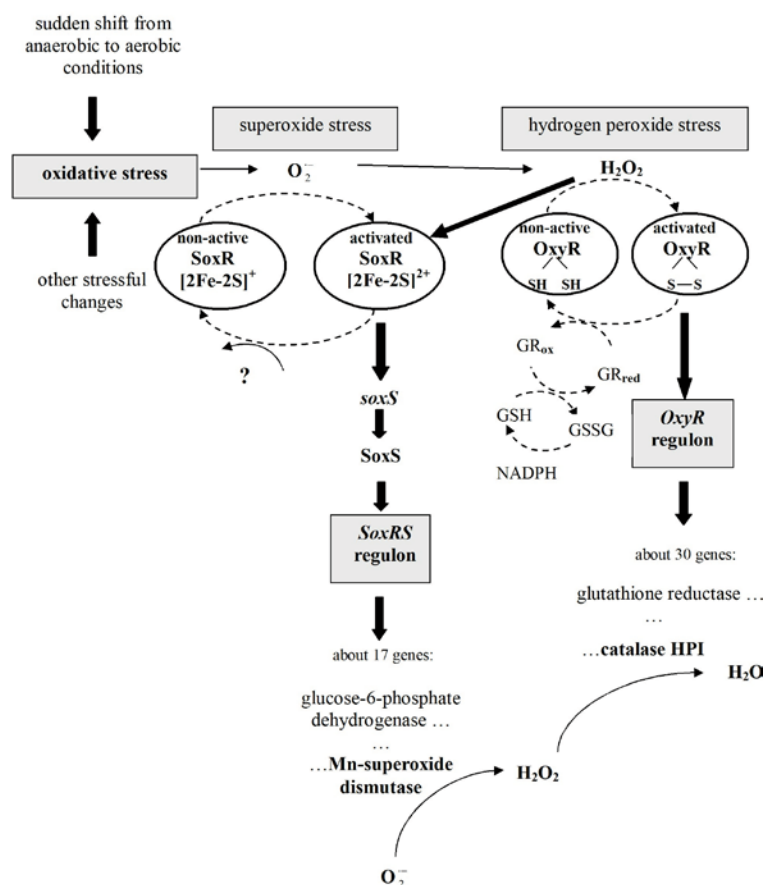 sudden shift from
anaerobic to aerobic
conditions
superoxide stress
hydrogen peroxide stress
oxidative stress
O₂⁻
H₂O₂
non-active
SoxR
[2Fe-2S]⁺
activated
SoxR
[2Fe-2S]²⁺
non-active
OxyR
SH SH
activated
OxyR
S—S
other stressful
changes
?
GRox
GRred
GSH
GSSG
NADPH
soxS
SoxS
OxyR
regulon
SoxRS
regulon
about 30 genes:
glutathione reductase …
…
…catalase HPI
H₂O
about 17 genes:
glucose-6-phosphate
dehydrogenase …
…
…Mn-superoxide
dismutase
H₂O₂
O₂⁻